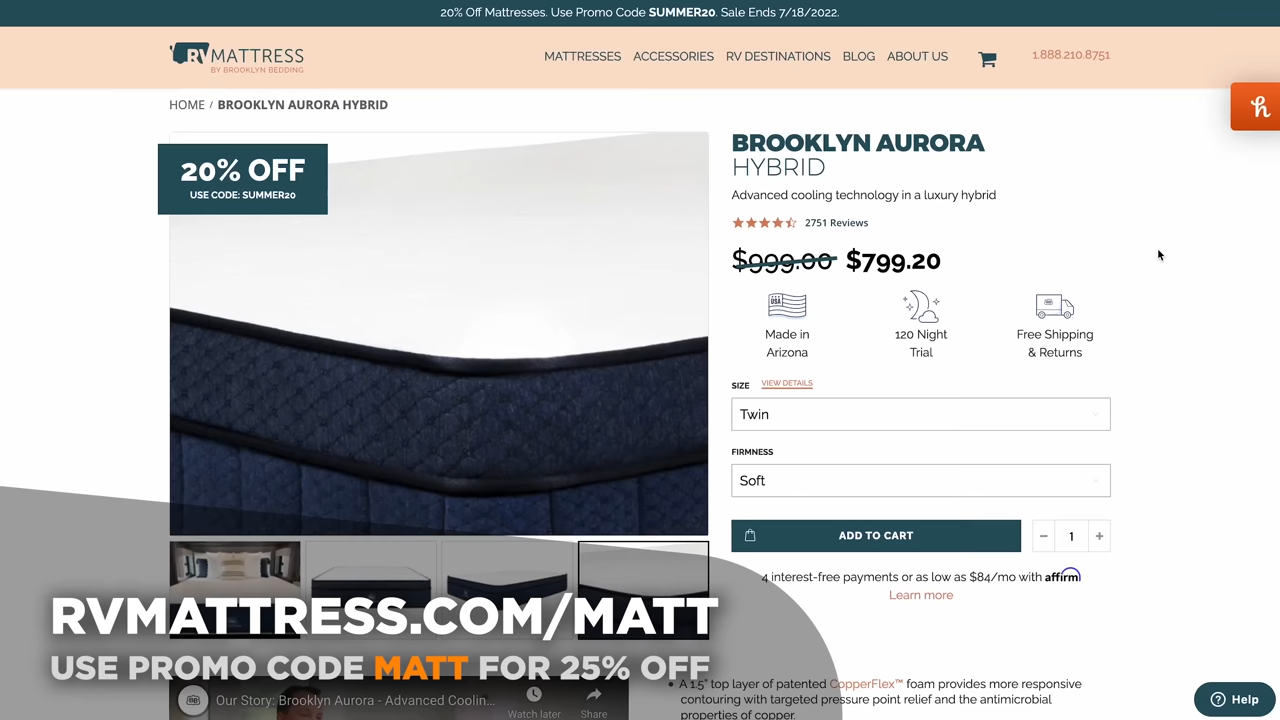 20% Off Mattresses. Use Promo Code SUMMER20. Sale Ends 7/18/2022.
RVMATTRESS
BY BROOKLYN BEDDING
MATTRESSES ACCESSORIES RV DESTINATIONS BLOG ABOUT US
1.888.210.8751
HOME / BROOKLYN AURORA HYBRID
20% OFF
USE CODE: SUMMER20
BROOKLYN AURORA
HYBRID
Advanced cooling technology in a luxury hybrid
2751 Reviews
$999.00 $799.20
USA
Made in
Arizona
120 Night
Trial
Free Shipping
& Returns
SIZE VIEW DETAILS
Twin
FIRMNESS
Soft
ADD TO CART
− 1 +
4 interest-free payments or as low as $84/mo with affirm
Learn more
RVMATTRESS.COM/MATT
USE PROMO CODE MATT FOR 25% OFF
Our Story: Brooklyn Aurora - Advanced Coolin...
Watch later
Share
• A 1.5" top layer of patented CopperFlex™ foam provides more responsive
contouring with targeted pressure point relief and the antimicrobial
properties of copper.
Help